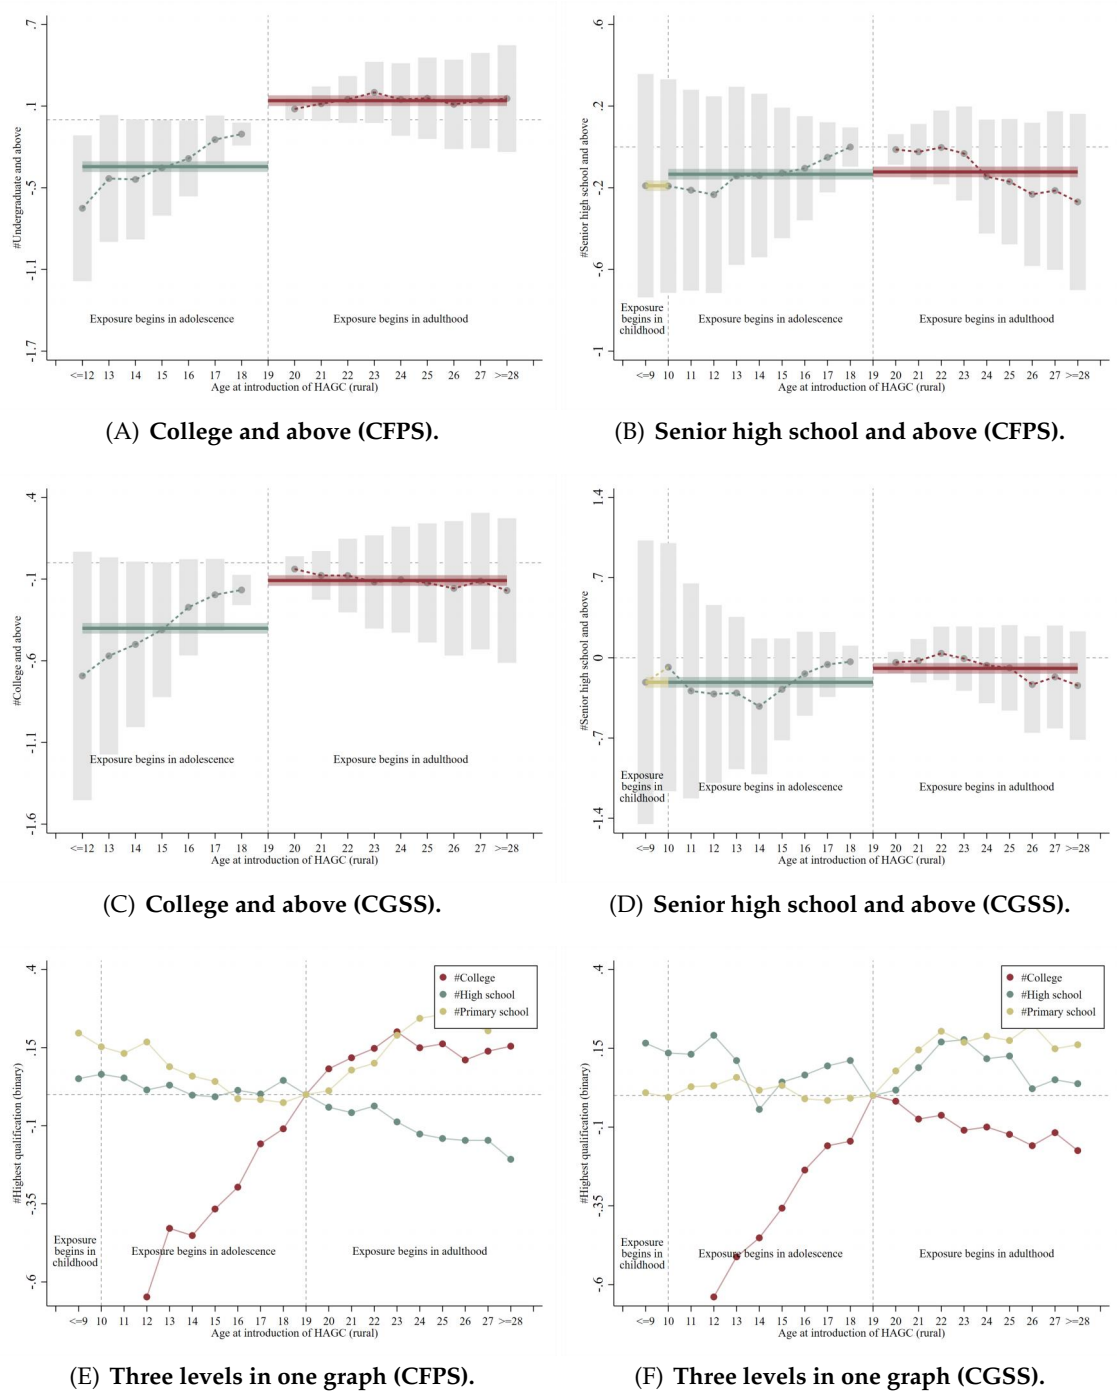 .7
.1
-.5
-1.1
-1.7
#Undergraduate and above
Exposure begins in adolescence
Exposure begins in adulthood
<=12 13 14 15 16 17 18 19 20 21 22 23 24 25 26 27 >=28
Age at introduction of HAGC (rural)
(A) College and above (CFPS).
.6
.2
-.2
-.6
-1
#Senior high school and above
Exposure
begins in
childhood
Exposure begins in adolescence
Exposure begins in adulthood
<=9 10 11 12 13 14 15 16 17 18 19 20 21 22 23 24 25 26 27 >=28
Age at introduction of HAGC (rural)
(B) Senior high school and above (CFPS).
.4
-.1
-.6
-1.1
-1.6
#College and above
Exposure begins in adolescence
Exposure begins in adulthood
<=12 13 14 15 16 17 18 19 20 21 22 23 24 25 26 27 >=28
Age at introduction of HAGC (rural)
(C) College and above (CGSS).
1.4
.7
0
-.7
-1.4
#Senior high school and above
Exposure
begins in
childhood
Exposure begins in adolescence
Exposure begins in adulthood
<=9 10 11 12 13 14 15 16 17 18 19 20 21 22 23 24 25 26 27 >=28
Age at introduction of HAGC (rural)
(D) Senior high school and above (CGSS).
.4
.15
-.1
-.35
-.6
#Highest qualification (binary)
#College
#High school
#Primary school
Exposure
begins in
childhood
Exposure begins in adolescence
Exposure begins in adulthood
<=9 10 11 12 13 14 15 16 17 18 19 20 21 22 23 24 25 26 27 >=28
Age at introduction of HAGC (rural)
(E) Three levels in one graph (CFPS).
.4
.15
-.1
-.35
-.6
#Highest qualification (binary)
#College
#High school
#Primary school
Exposure
begins in
childhood
Exposure begins in adolescence
Exposure begins in adulthood
<=9 10 11 12 13 14 15 16 17 18 19 20 21 22 23 24 25 26 27 >=28
Age at introduction of HAGC (rural)
(F) Three levels in one graph (CGSS).